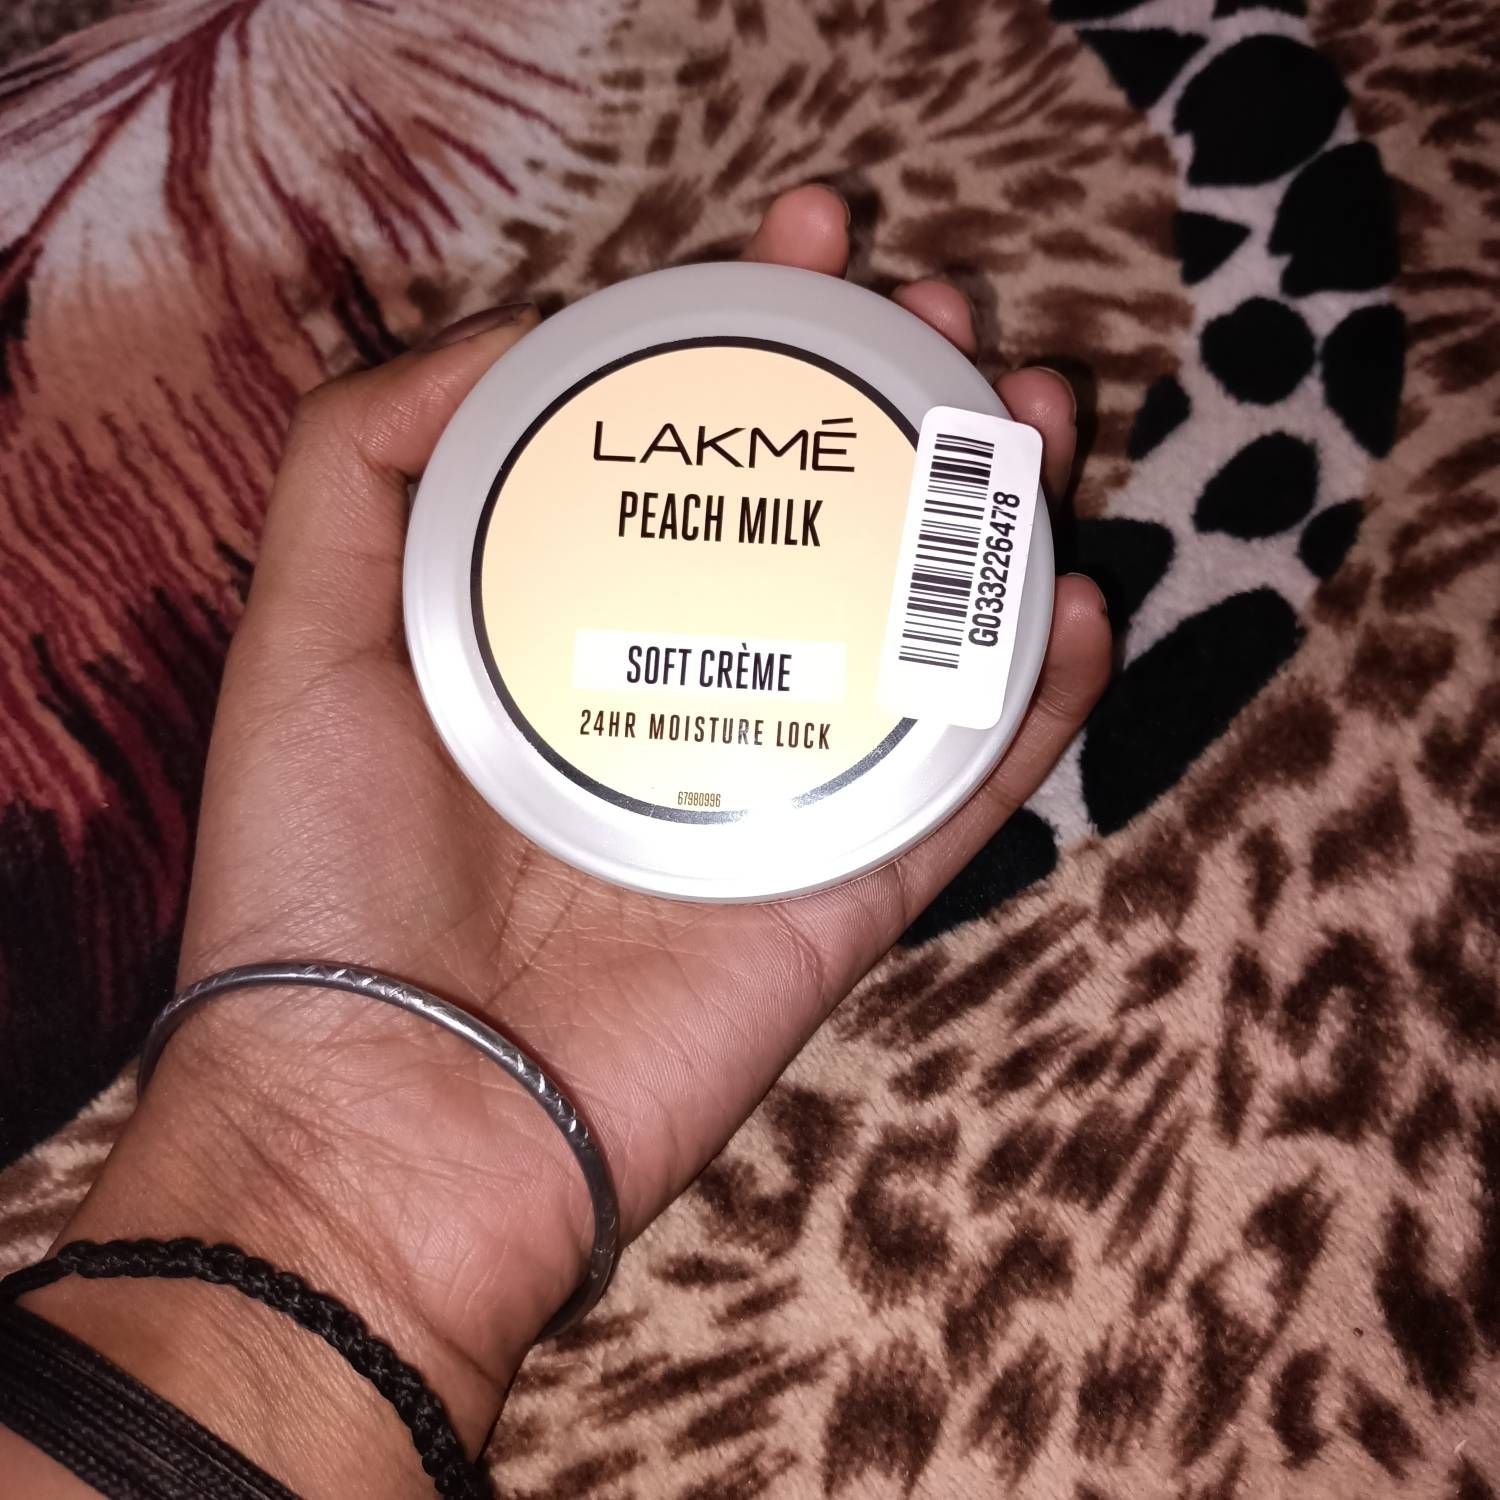 LAKMÉ
PEACH MILK
SOFT CRÈME
24HR MOISTURE LOCK
67980996
G033226478